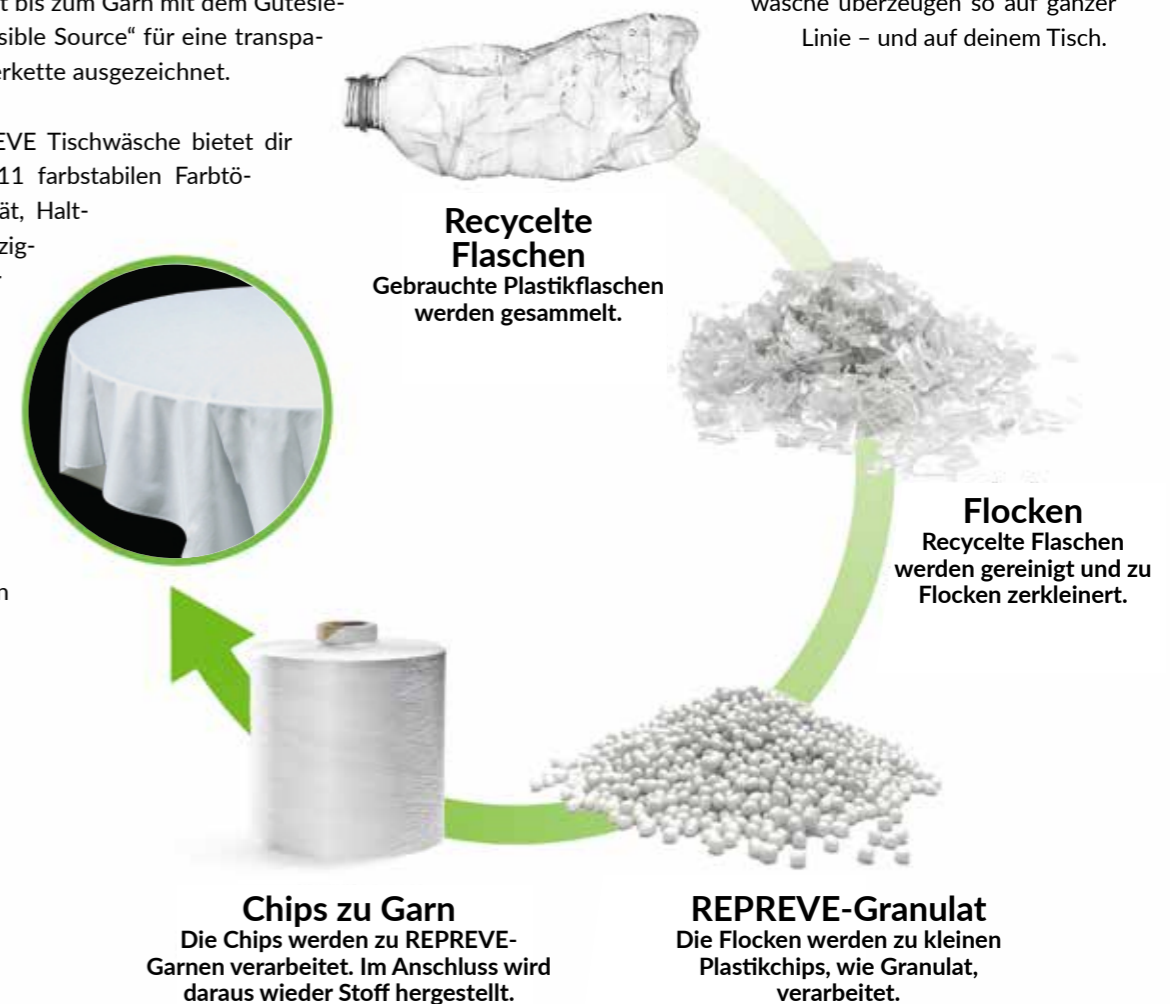 t bis zum Garn mit dem Gütesie-
sible Source“ für eine transpa-
erkette ausgezeichnet.
EVE Tischwäsche bietet dir
11 farbstabilen Farbtö-
ät, Halt-
zig-
wäsche überzeugen so auf ganzer
Linie – und auf deinem Tisch.
Recycelte
Flaschen
Gebrauchte Plastikflaschen
werden gesammelt.
Flocken
Recycelte Flaschen
werden gereinigt und zu
Flocken zerkleinert.
n
REPREVE-Granulat
Die Flocken werden zu kleinen
Plastikchips, wie Granulat,
verarbeitet.
Chips zu Garn
Die Chips werden zu REPREVE-
Garnen verarbeitet. Im Anschluss wird
daraus wieder Stoff hergestellt.